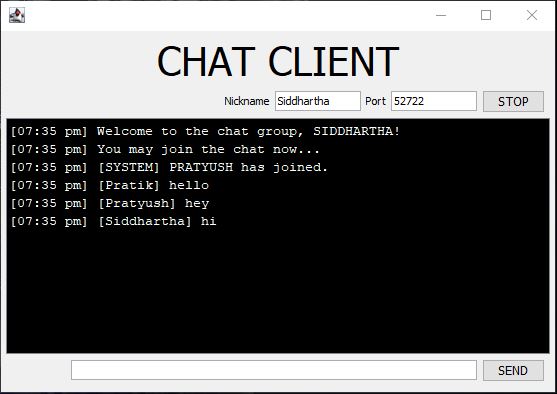 CHAT CLIENT
Nickname Siddhartha Port 52722 STOP
[07:35 pm] Welcome to the chat group, SIDDHARTHA!
[07:35 pm] You may join the chat now...
[07:35 pm] [SYSTEM] PRATYUSH has joined.
[07:35 pm] [Pratik] hello
[07:35 pm] [Pratyush] hey
[07:35 pm] [Siddhartha] hi
SEND